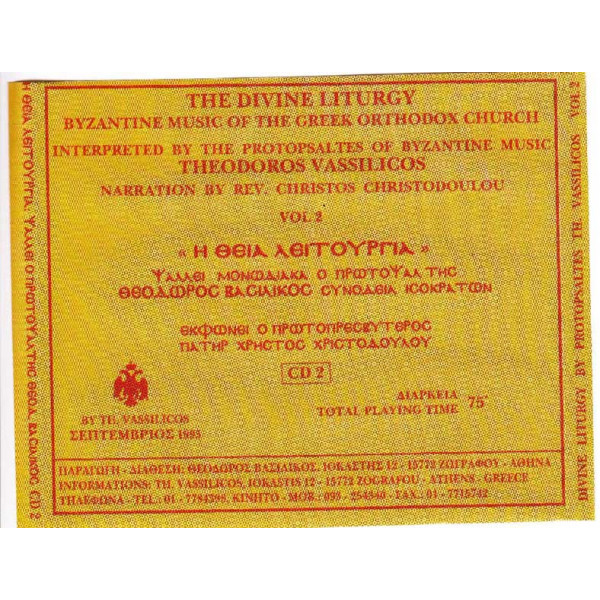 THE DIVINE LITURGY
BYZANTINE MUSIC OF THE GREEK ORTHODOX CHURCH
INTERPRETED BY THE PROTOPSALTES OF BYZANTINE MUSIC
THEODOROS VASSILICOS
NARRATION BY REV. CHRISTOS CHRISTODOULOU
VOL 2
« Η ΘΕΙΑ ΛΕΙΤΟΥΡΓΙΑ »
ΨΑΛΛΕΙ ΜΟΝΩΔΙΑΚΑ Ο ΠΡΩΤΟΨΑΛΤΗΣ
ΘΕΟΔΩΡΟΣ ΒΑΣΙΛΙΚΟΣ ΣΥΝΟΔΕΙΑ ΙΣΟΚΡΑΤΩΝ
ΕΚΦΩΝΕΙ Ο ΠΡΩΤΟΠΡΕΣΒΥΤΕΡΟΣ
ΠΑΤΗΡ ΧΡΗΣΤΟΣ ΧΡΙΣΤΟΔΟΥΛΟΥ
CD 2
ΔΙΑΡΚΕΙΑ
TOTAL PLAYING TIME 75'
BY TH. VASSILICOS
ΣΕΠΤΕΜΒΡΙΟΣ 1995
ΠΑΡΑΓΩΓΗ - ΔΙΑΘΕΣΗ: ΘΕΟΔΩΡΟΣ ΒΑΣΙΛΙΚΟΣ, ΙΟΚΑΣΤΗΣ 12 - 15772 ΖΩΓΡΑΦΟΥ - ΑΘΗΝΑ
INFORMATIONS: TH. VASSILICOS, IOKASTIS 12 - 15772 ZOGRAFOU - ATHENS - GREECE
ΤΗΛΕΦΩΝΑ - TEL.: 01 - 7784398, ΚΙΝΗΤΟ - MOB.: 093 - 254840 - FAX.: 01 - 7715742
Η ΘΕΙΑ ΛΕΙΤΟΥΡΓΙΑ: ΨΑΛΛΕΙ Ο ΠΡΩΤΟΨΑΛΤΗΣ ΘΕΟΔ. ΒΑΣΙΛΙΚΟΣ CD 2
DIVINE LITURGY BY PROTOPSALTES TH. VASSILICOS VOL 2